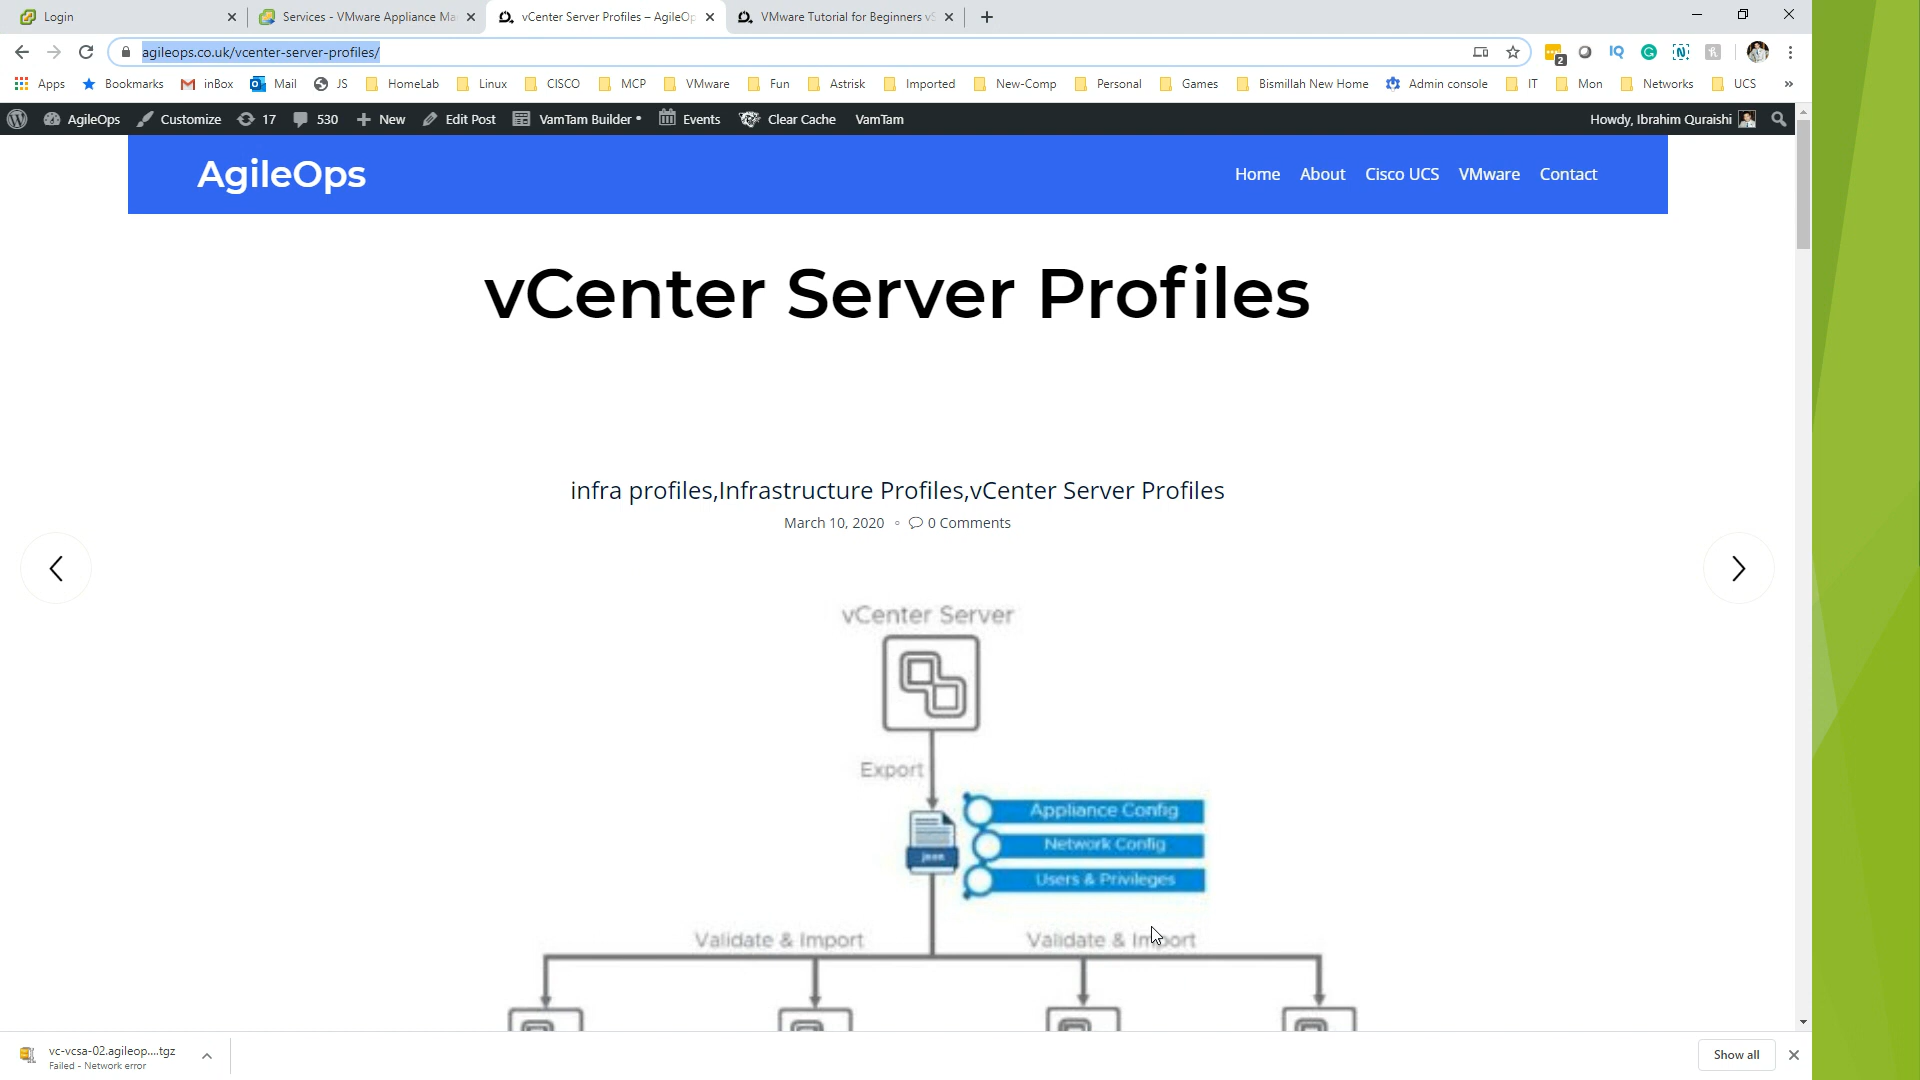 Login
Services - VMware Appliance Ma
vCenter Server Profiles – AgileOp
VMware Tutorial for Beginners vS
agileops.co.uk/vcenter-server-profiles/
2
IQ
N
Apps
Bookmarks
inBox
Mail
JS
HomeLab
Linux
CISCO
MCP
VMware
Fun
Astrisk
Imported
New-Comp
Personal
Games
Bismillah New Home
Admin console
IT
Mon
Networks
UCS
»
AgileOps
Customize
17
530
New
Edit Post
VamTam Builder
Events
Clear Cache
VamTam
Howdy, Ibrahim Quraishi
AgileOps
Home
About
Cisco UCS
VMware
Contact
vCenter Server Profiles
infra profiles,Infrastructure Profiles,vCenter Server Profiles
March 10, 2020
0 Comments
vCenter Server
Export
Appliance Config
json
Network Config
Users & Privileges
Validate & Import
Validate & Import
vc-vcsa-02.agileop....tgz
Failed - Network error
Show all